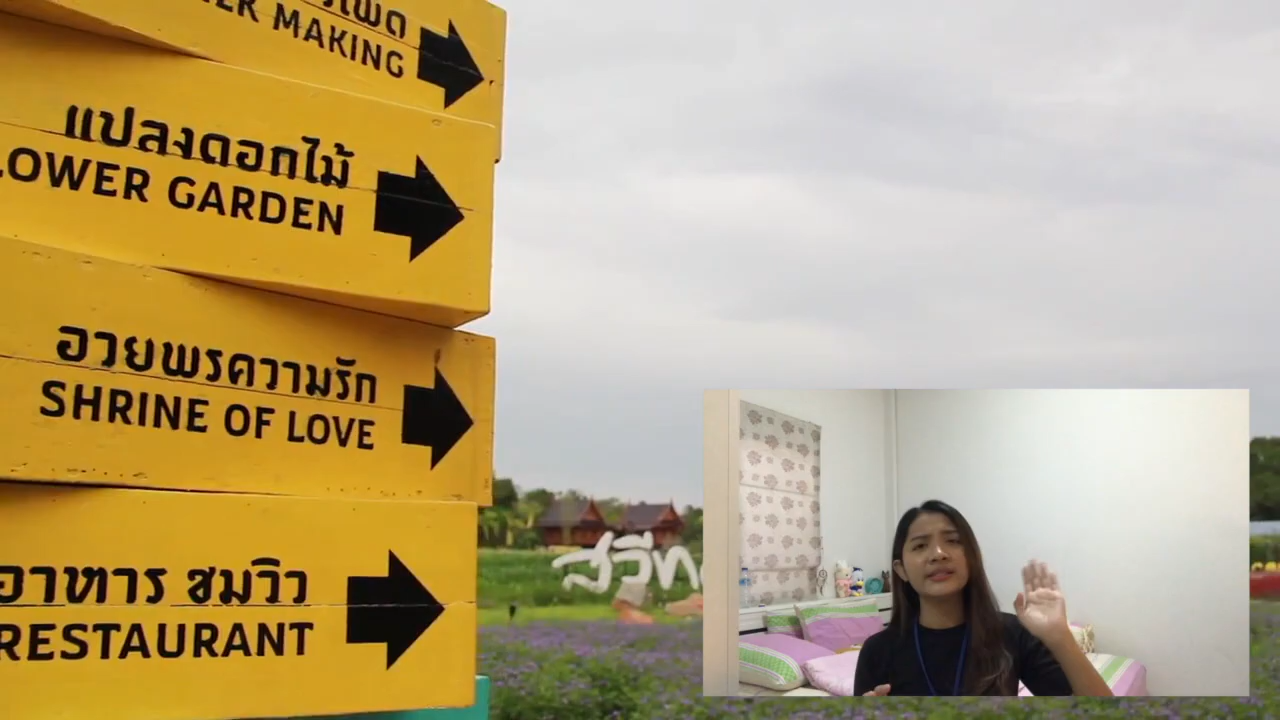 MAKING
แปลงดอกไม้
GARDEN
อวยพรความรัก
SHRINE OF LOVE
อาหาร ชมวิว
RESTAURANT